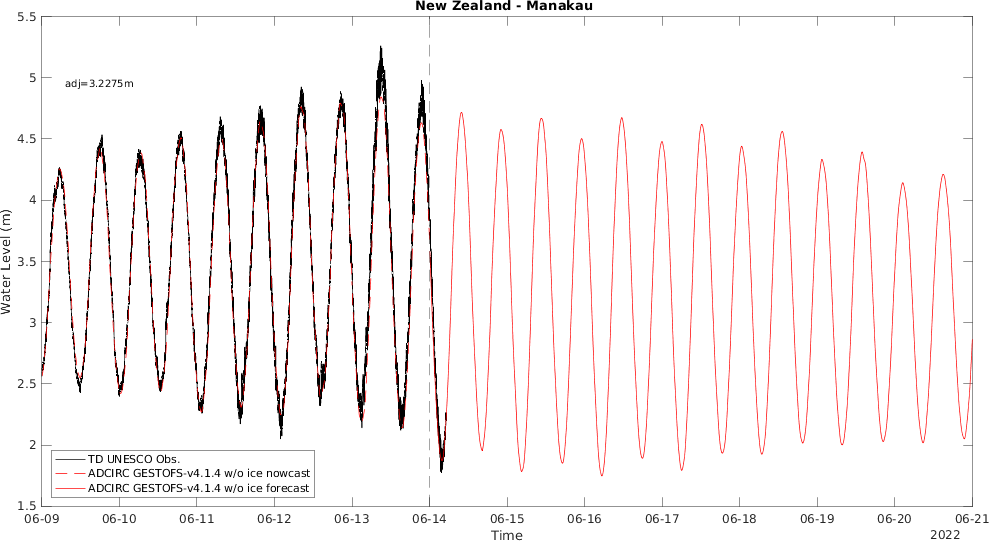 New Zealand - Manakau
5.5
5
4.5
4
3.5
3
2.5
2
1.5
Water Level (m)
adj=3.2275m
TD UNESCO Obs.
ADCIRC GESTOFS-v4.1.4 w/o ice nowcast
ADCIRC GESTOFS-v4.1.4 w/o ice forecast
06-09 06-10 06-11 06-12 06-13 06-14 06-15 06-16 06-17 06-18 06-19 06-20 06-21
Time
2022